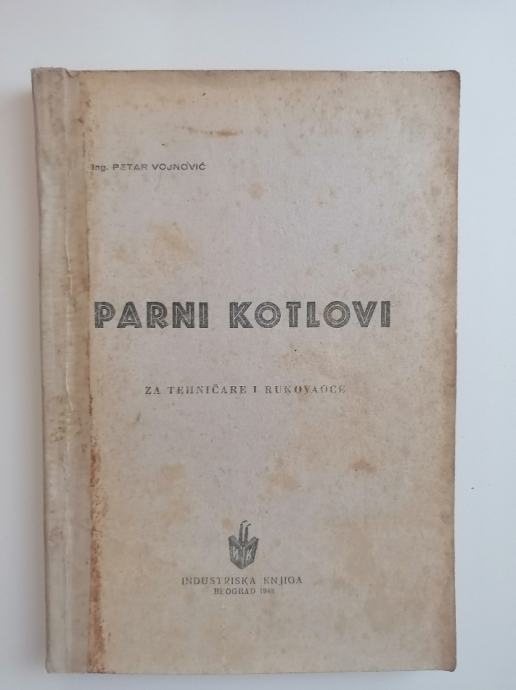 Ing. PETAR VOJNOVIĆ
PARNI KOTLOVI
ZA TEHNIČARE I RUKOVAOCE
INDUSTRISKA KNJIGA
BEOGRAD